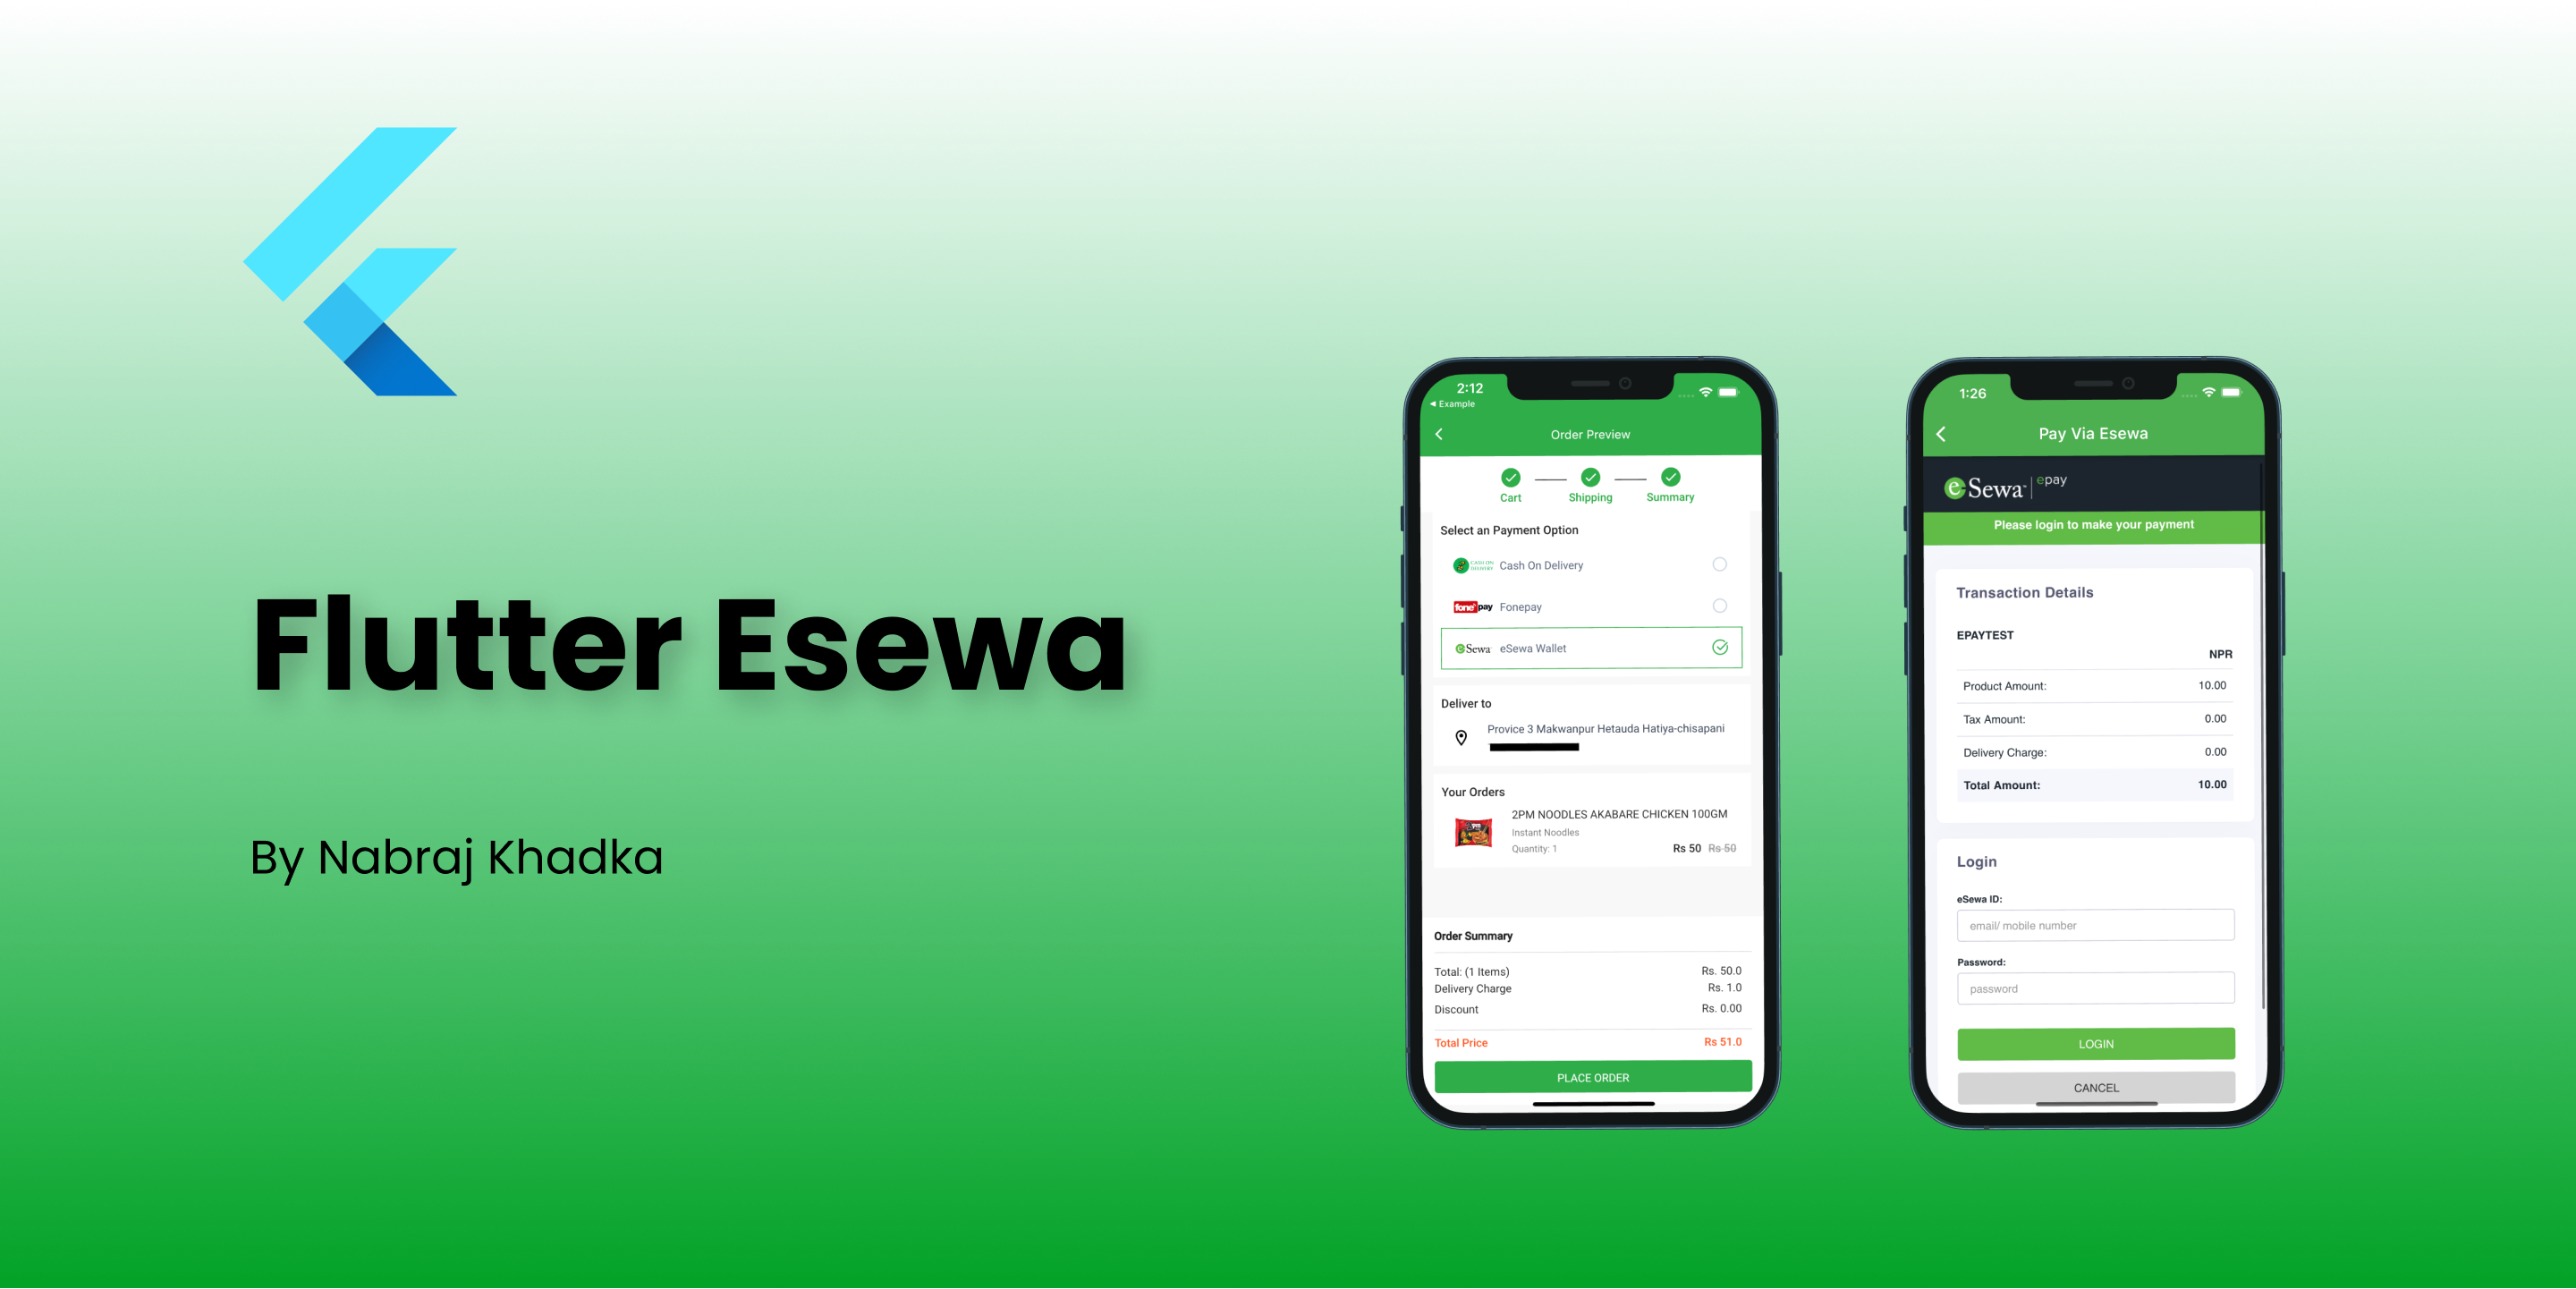 Flutter Esewa
By Nabraj Khadka
2:12
Example
Order Preview
Cart Shipping Summary
Select an Payment Option
CASH ON DELIVERY Cash On Delivery
fonepay Fonepay
eSewa eSewa Wallet
Deliver to
Provice 3 Makwanpur Hetauda Hatiya-chisapani
Your Orders
2PM NOODLES AKABARE CHICKEN 100GM
Instant Noodles
Quantity: 1 Rs 50 Rs 50
Order Summary
Total: (1 Items) Rs. 50.0
Delivery Charge Rs. 1.0
Discount Rs. 0.00
Total Price Rs 51.0
PLACE ORDER
1:26
Pay Via Esewa
eSewa epay
Please login to make your payment
Transaction Details
EPAYTEST
NPR
Product Amount: 10.00
Tax Amount: 0.00
Delivery Charge: 0.00
Total Amount: 10.00
Login
eSewa ID:
email/ mobile number
Password:
password
LOGIN
CANCEL